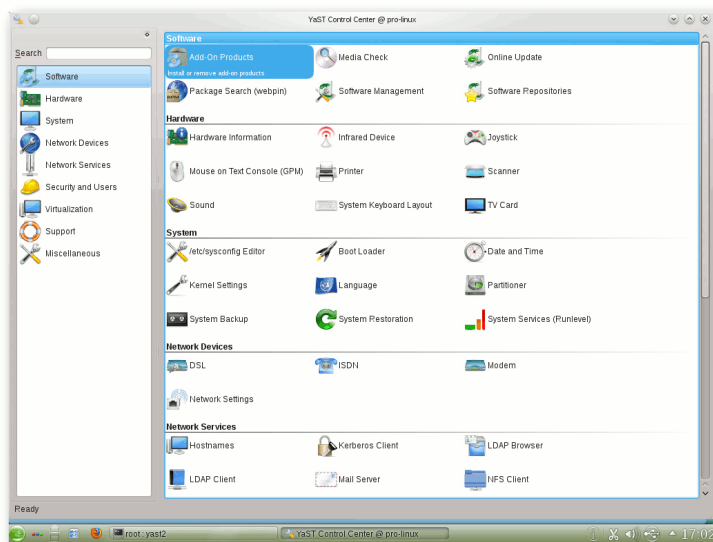 YaST Control Center @ pro-linux
Search
Software
Hardware
System
Network Devices
Network Services
Security and Users
Virtualization
Support
Miscellaneous
Software
Add-On Products
Install or remove add-on products
Media Check
Online Update
Package Search (webpin)
Software Management
Software Repositories
Hardware
Hardware Information
Infrared Device
Joystick
Mouse on Text Console (GPM)
Printer
Scanner
Sound
System Keyboard Layout
TV Card
System
/etc/sysconfig Editor
Boot Loader
Date and Time
Kernel Settings
Language
Partitioner
System Backup
System Restoration
System Services (Runlevel)
Network Devices
DSL
ISDN
Modem
Network Settings
Network Services
Hostnames
Kerberos Client
LDAP Browser
LDAP Client
Mail Server
NFS Client
Ready
root : yast2
YaST Control Center @ pro-linux
17:02